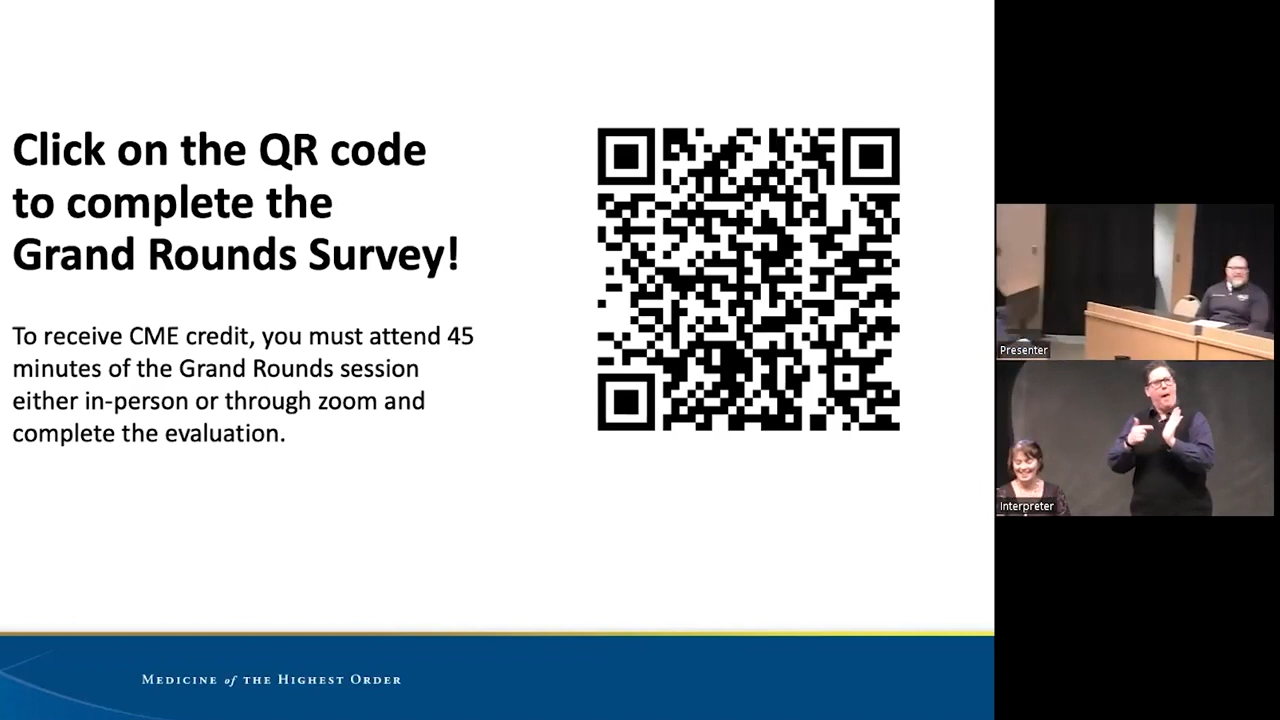 Click on the QR code
to complete the
Grand Rounds Survey!
To receive CME credit, you must attend 45
minutes of the Grand Rounds session
either in-person or through zoom and
complete the evaluation.
MEDICINE of THE HIGHEST ORDER
Presenter
Interpreter